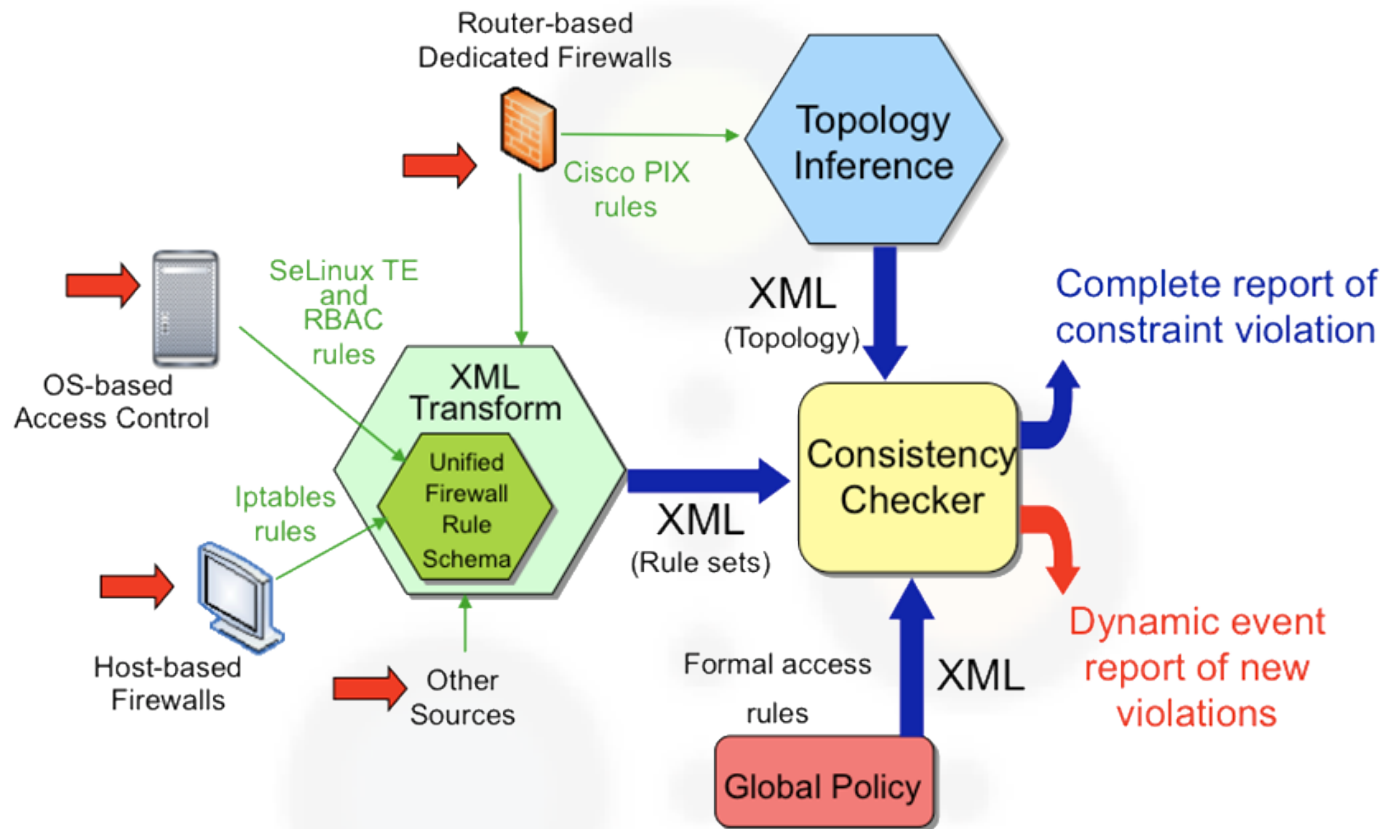 Router-based
Dedicated Firewalls
Topology
Inference
Cisco PIX
rules
SeLinux TE
and
RBAC
rules
XML
(Topology)
Complete report of
constraint violation
OS-based
Access Control
XML
Transform
Unified
Firewall
Rule
Schema
Consistency
Checker
Iptables
rules
XML
(Rule sets)
Host-based
Firewalls
Other
Sources
Formal access
rules
XML
Dynamic event
report of new
violations
Global Policy